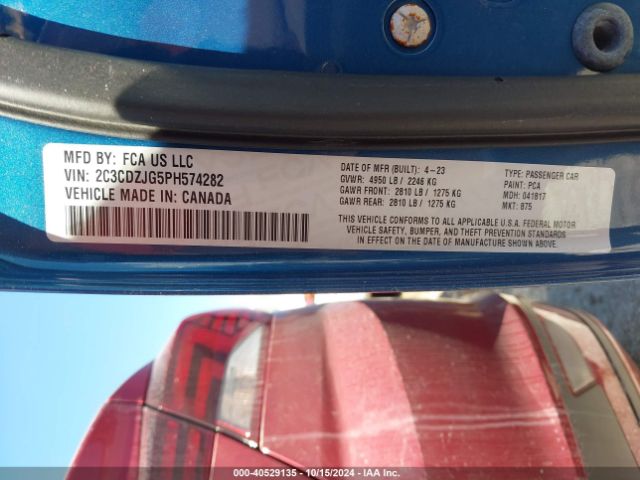 MFD BY: FCA US LLC
VIN: 2C3CDZJG5PH574282
VEHICLE MADE IN: CANADA
DATE OF MFR (BUILT): 4-23
GVWR: 4950 LB / 2246 KG
GAWR FRONT: 2810 LB / 1275 KG
GAWR REAR: 2810 LB / 1275 KG
TYPE: PASSENGER CAR
PAINT: PCA
MDH: 041817
MKT: B75
THIS VEHICLE CONFORMS TO ALL APPLICABLE U.S.A. FEDERAL MOTOR
VEHICLE SAFETY, BUMPER, AND THEFT PREVENTION STANDARDS
IN EFFECT ON THE DATE OF MANUFACTURE SHOWN ABOVE.
000-40529135 - 10/15/2024 - IAA Inc.